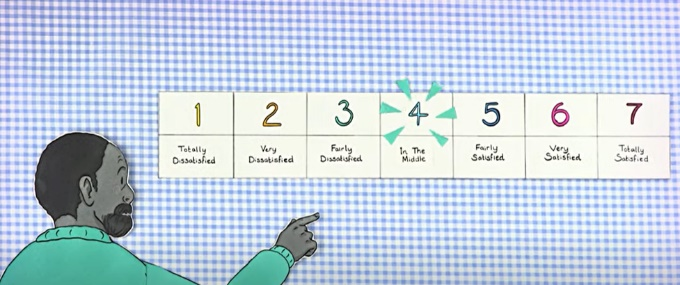 1 2 3 4 5 6 7
Totally Very Fairly In The Fairly Very Totally
Dissatisfied Dissatisfied Dissatisfied Middle Satisfied Satisfied Satisfied